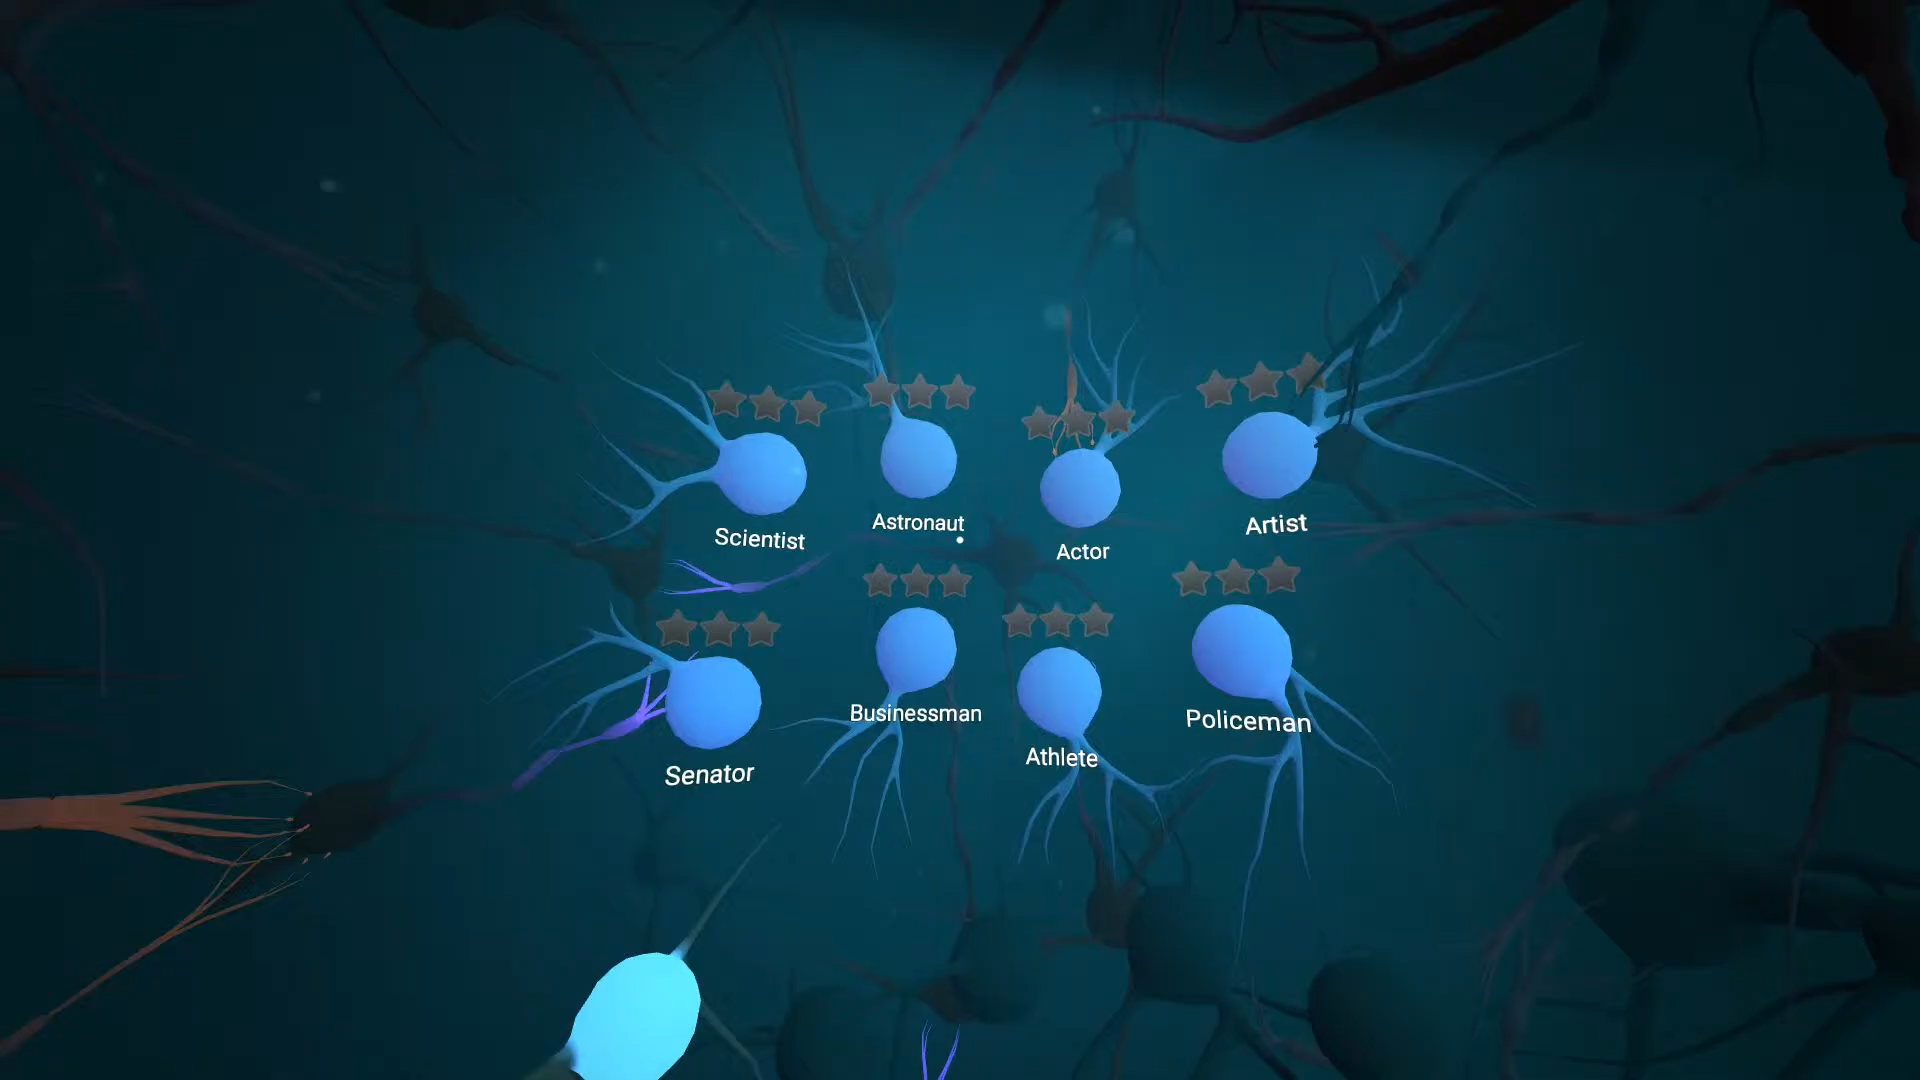 Scientist
Astronaut
Actor
Artist
Senator
Businessman
Athlete
Policeman